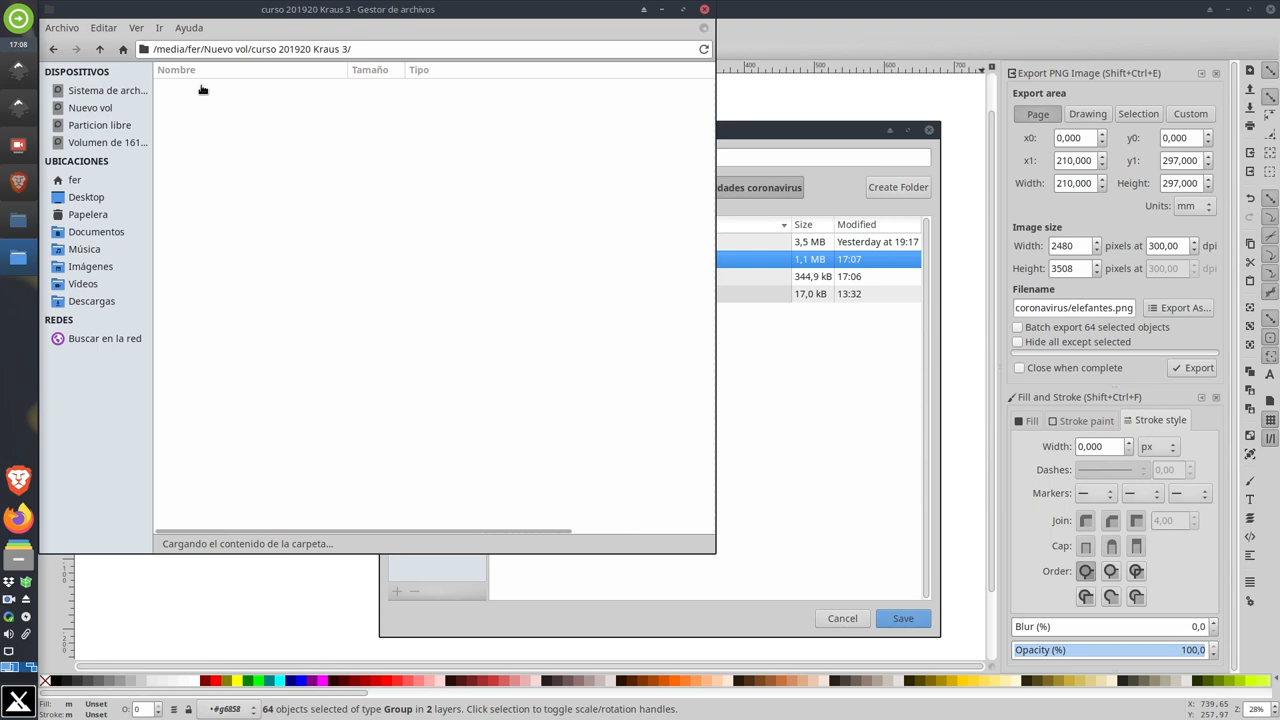 curso 201920 Kraus 3 - Gestor de archivos
Archivo Editar Ver Ir Ayuda
17:08
/media/fer/Nuevo vol/curso 201920 Kraus 3/
DISPOSITIVOS
Sistema de arch...
Nuevo vol
Particion libre
Volumen de 161...
UBICACIONES
fer
Desktop
Papelera
Documentos
Música
Imágenes
Vídeos
Descargas
REDES
Buscar en la red
Nombre Tamaño Tipo
Cargando el contenido de la carpeta...
400 500 600 700
dades coronavirus
Create Folder
Size Modified
3,5 MB Yesterday at 19:17
1,1 MB 17:07
344,9 kB 17:06
17,0 kB 13:32
Cancel Save
Export PNG Image (Shift+Ctrl+E)
Export area
Page Drawing Selection Custom
x0: 0,000 y0: 0,000
x1: 210,000 y1: 297,000
Width: 210,000 Height: 297,000
Units: mm
Image size
Width: 2480 pixels at 300,00 dpi
Height: 3508 pixels at 300,00 dpi
Filename
coronavirus/elefantes.png Export As...
Batch export 64 selected objects
Hide all except selected
Close when complete Export
Fill and Stroke (Shift+Ctrl+F)
Fill Stroke paint Stroke style
Width: 0,000 px
Dashes: 0,00
Markers:
Join: 4,00
Cap:
Order:
Blur (%) 0,0
Opacity (%) 100,0
Fill: m Unset
Stroke: m Unset
O: 0
#g6858
64 objects selected of type Group in 2 layers. Click selection to toggle scale/rotation handles.
X: 739,65
Y: 257,97
Z: 28%